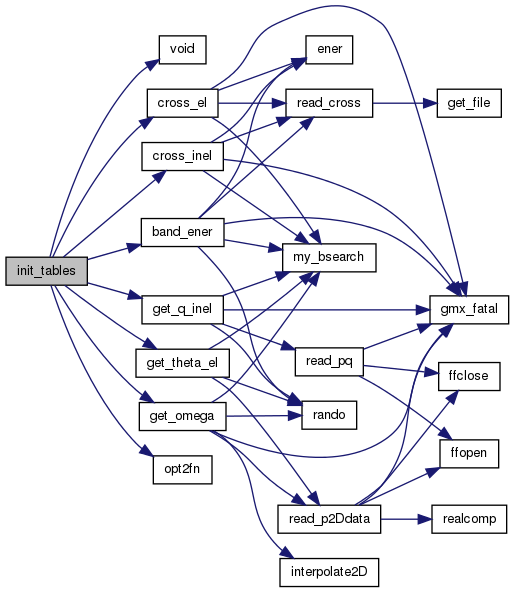 init_tables
void
cross_el
cross_inel
band_ener
get_q_inel
get_theta_el
get_omega
opt2fn
ener
read_cross
my_bsearch
read_pq
rando
read_p2Ddata
interpolate2D
get_file
gmx_fatal
ffclose
ffopen
realcomp